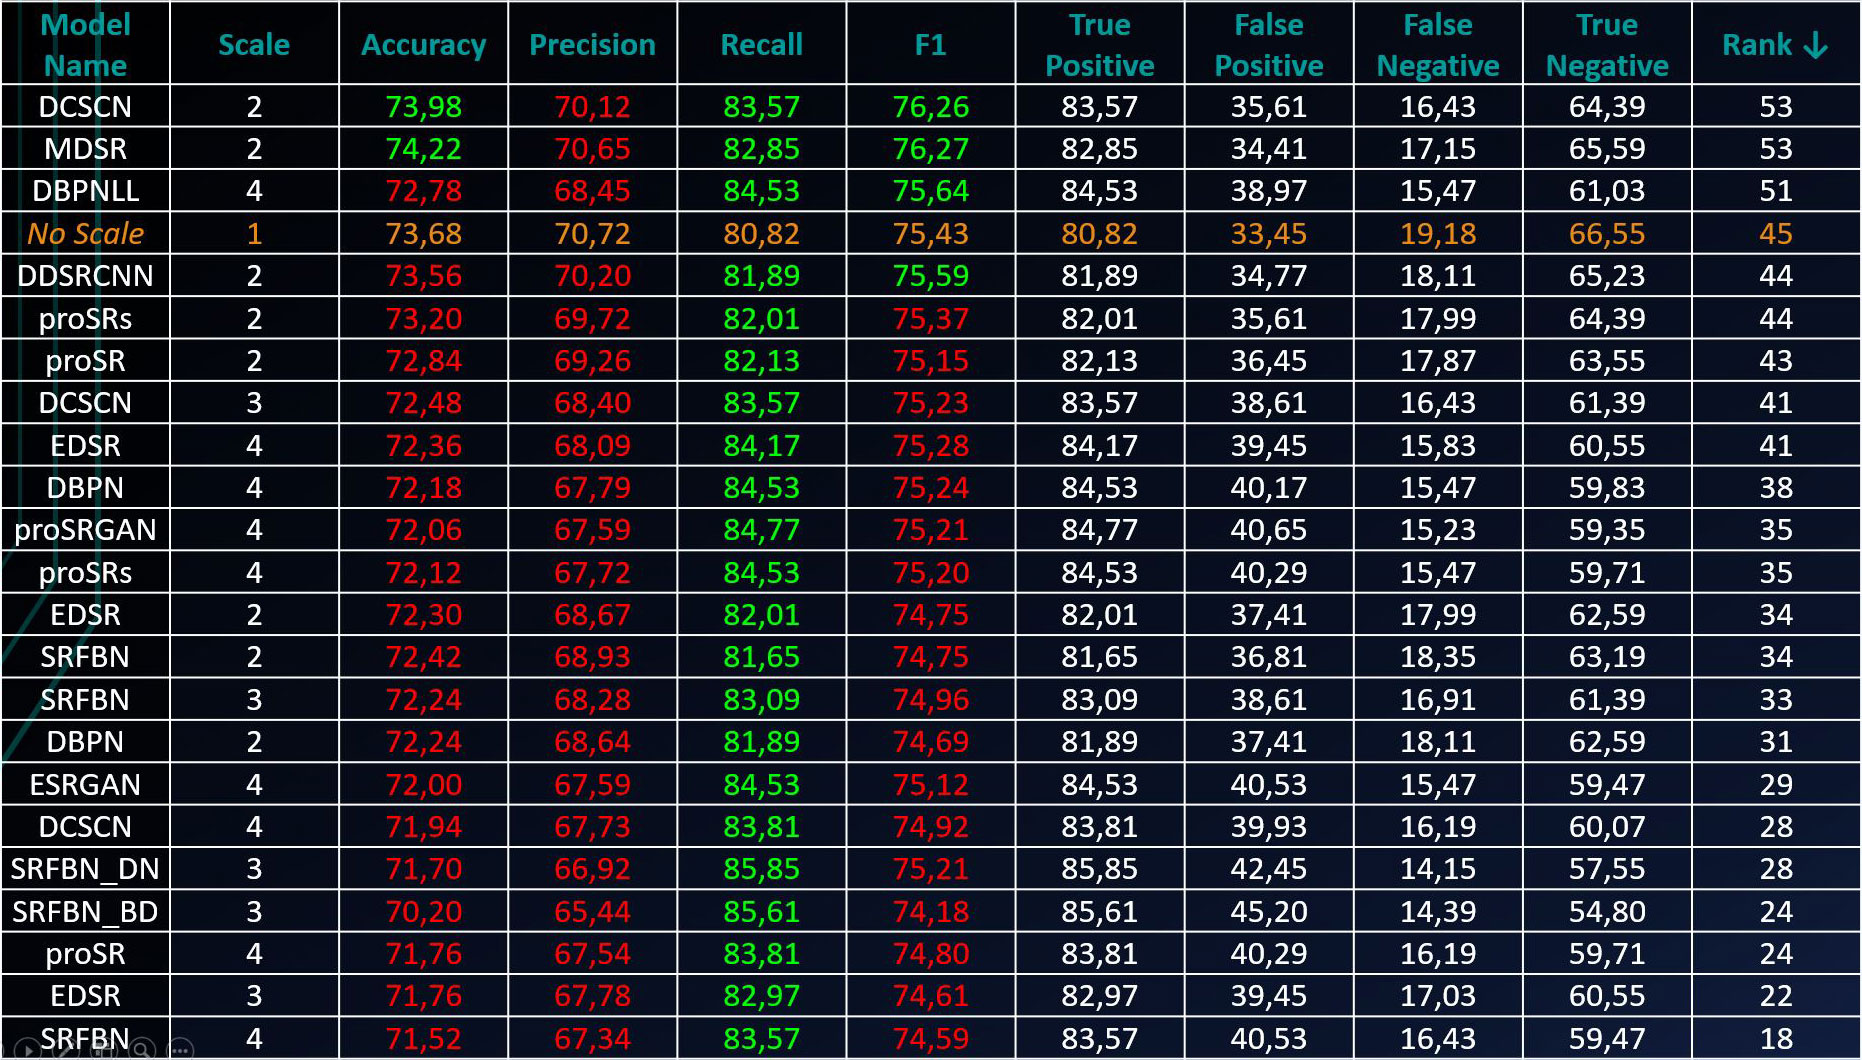 Model Name Scale Accuracy Precision Recall F1 True Positive False Positive False Negative True Negative Rank ↓
DCSCN 2 73,98 70,12 83,57 76,26 83,57 35,61 16,43 64,39 53
MDSR 2 74,22 70,65 82,85 76,27 82,85 34,41 17,15 65,59 53
DBPNLL 4 72,78 68,45 84,53 75,64 84,53 38,97 15,47 61,03 51
No Scale 1 73,68 70,72 80,82 75,43 80,82 33,45 19,18 66,55 45
DDSRCNN 2 73,56 70,20 81,89 75,59 81,89 34,77 18,11 65,23 44
proSRs 2 73,20 69,72 82,01 75,37 82,01 35,61 17,99 64,39 44
proSR 2 72,84 69,26 82,13 75,15 82,13 36,45 17,87 63,55 43
DCSCN 3 72,48 68,40 83,57 75,23 83,57 38,61 16,43 61,39 41
EDSR 4 72,36 68,09 84,17 75,28 84,17 39,45 15,83 60,55 41
DBPN 4 72,18 67,79 84,53 75,24 84,53 40,17 15,47 59,83 38
proSRGAN 4 72,06 67,59 84,77 75,21 84,77 40,65 15,23 59,35 35
proSRs 4 72,12 67,72 84,53 75,20 84,53 40,29 15,47 59,71 35
EDSR 2 72,30 68,67 82,01 74,75 82,01 37,41 17,99 62,59 34
SRFBN 2 72,42 68,93 81,65 74,75 81,65 36,81 18,35 63,19 34
SRFBN 3 72,24 68,28 83,09 74,96 83,09 38,61 16,91 61,39 33
DBPN 2 72,24 68,64 81,89 74,69 81,89 37,41 18,11 62,59 31
ESRGAN 4 72,00 67,59 84,53 75,12 84,53 40,53 15,47 59,47 29
DCSCN 4 71,94 67,73 83,81 74,92 83,81 39,93 16,19 60,07 28
SRFBN_DN 3 71,70 66,92 85,85 75,21 85,85 42,45 14,15 57,55 28
SRFBN_BD 3 70,20 65,44 85,61 74,18 85,61 45,20 14,39 54,80 24
proSR 4 71,76 67,54 83,81 74,80 83,81 40,29 16,19 59,71 24
EDSR 3 71,76 67,78 82,97 74,61 82,97 39,45 17,03 60,55 22
SRFBN 4 71,52 67,34 83,57 74,59 83,57 40,53 16,43 59,47 18